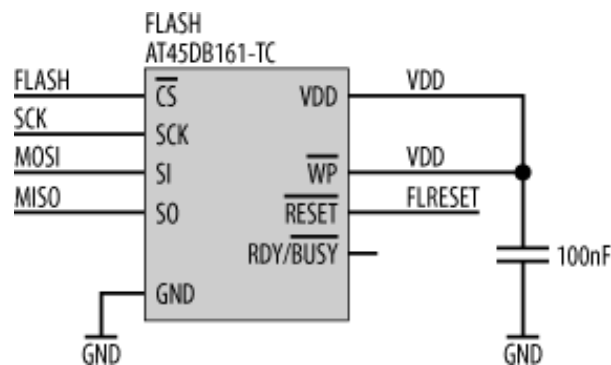 FLASH
AT45DB161-TC
FLASH
CS
VDD
VDD
SCK
SCK
MOSI
SI
WP
VDD
MISO
SO
RESET
FLRESET
RDY/BUSY
100nF
GND
GND
GND